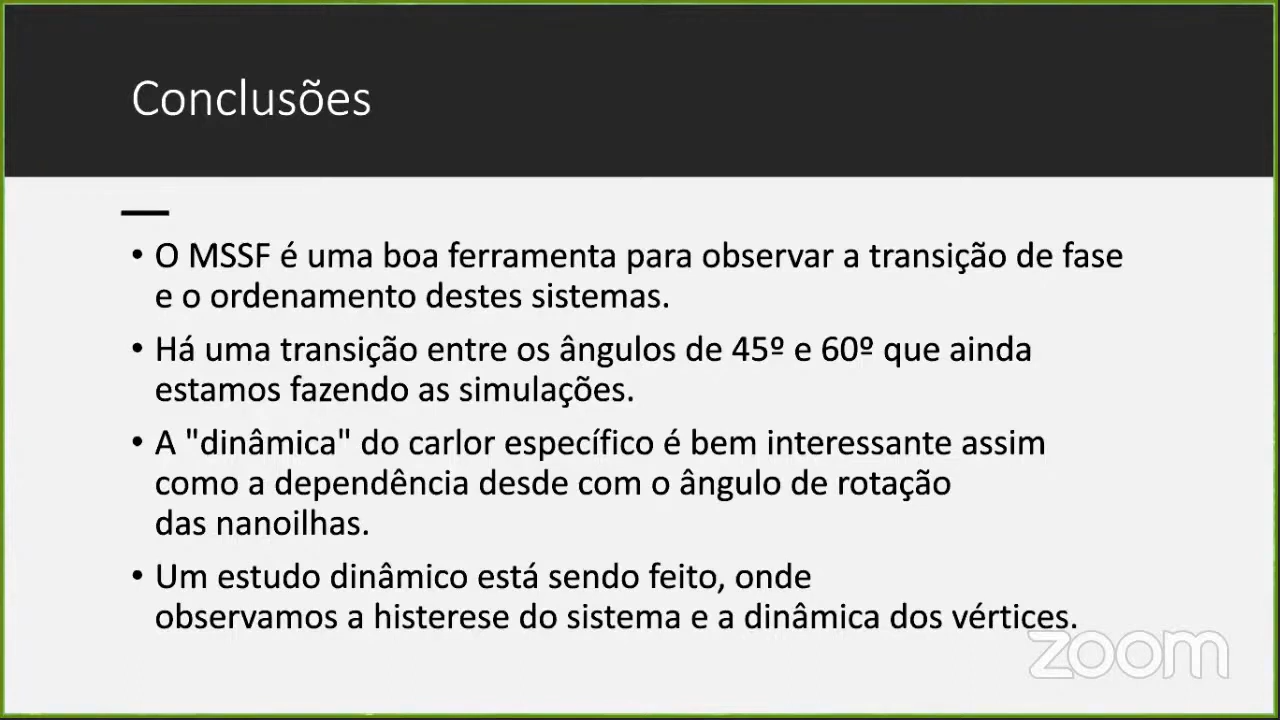 Conclusões
• O MSSF é uma boa ferramenta para observar a transição de fase
e o ordenamento destes sistemas.
• Há uma transição entre os ângulos de 45º e 60º que ainda
estamos fazendo as simulações.
• A "dinâmica" do carlor específico é bem interessante assim
como a dependência desde com o ângulo de rotação
das nanoilhas.
• Um estudo dinâmico está sendo feito, onde
observamos a histerese do sistema e a dinâmica dos vértices.
zoom